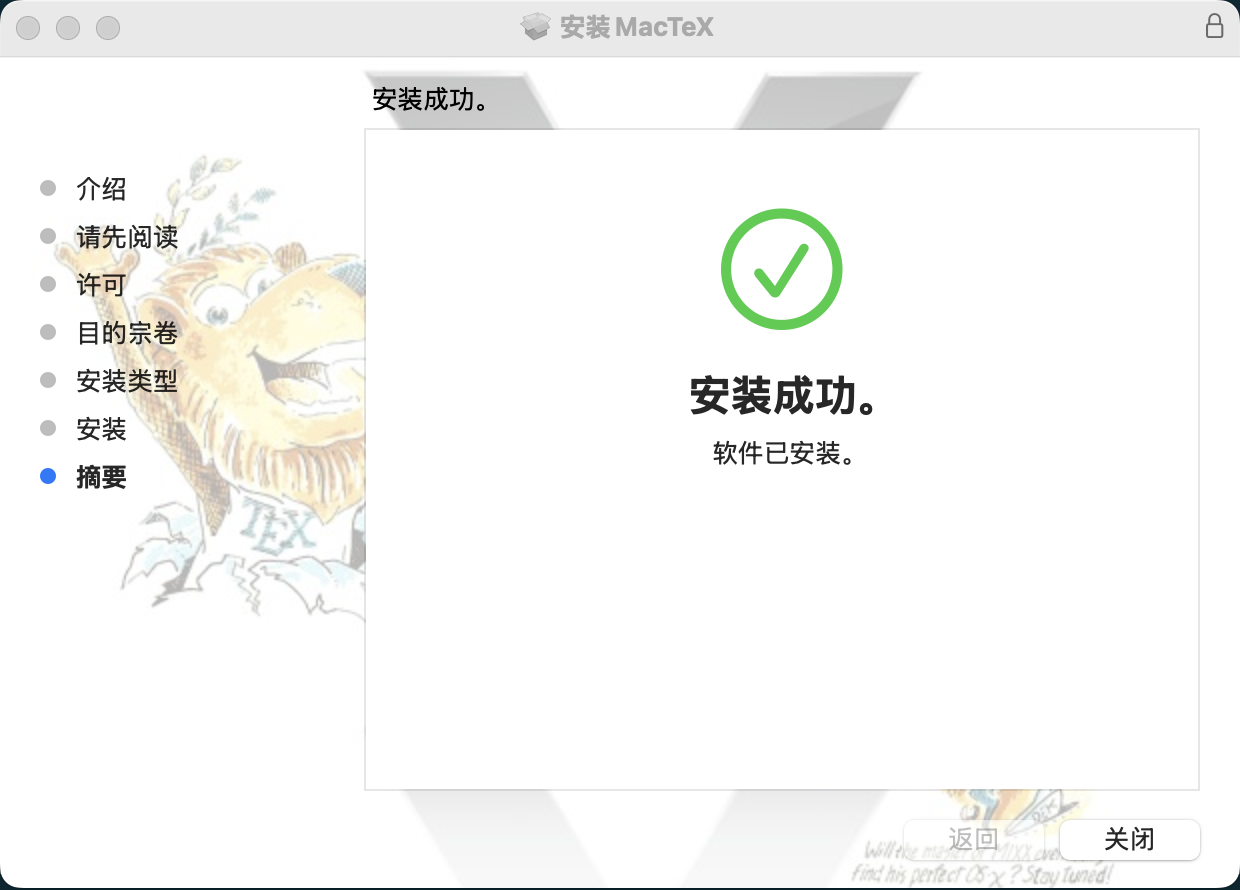 安装 MacTeX
安装成功。
介绍
请先阅读
许可
目的宗卷
安装类型
安装
摘要
安装成功。
软件已安装。
TEX
DEK
返回
关闭
Will the master of MIXX ever
find his perfect OS X? Stay tuned!